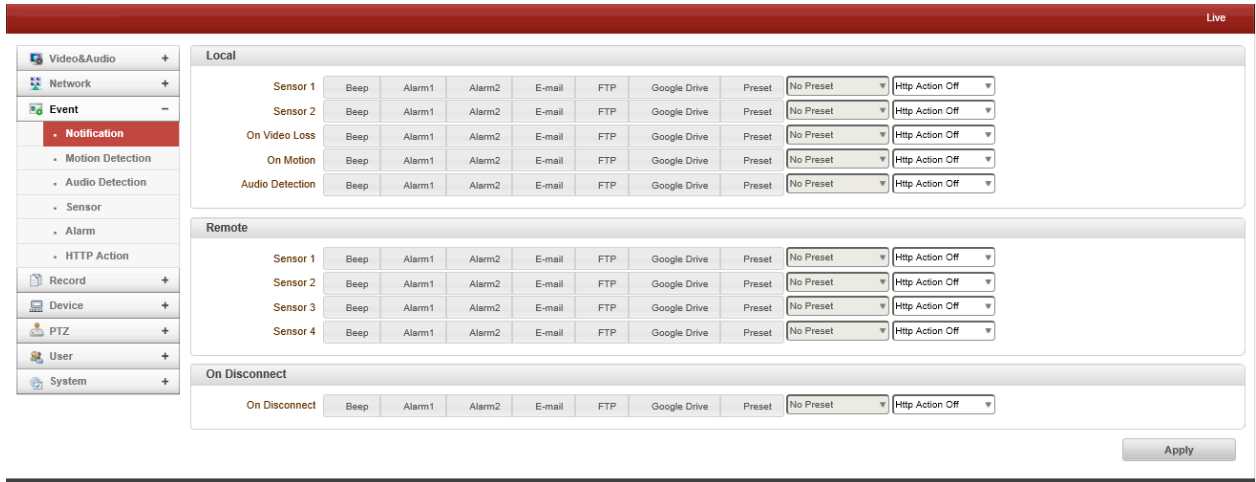 Live
Video&Audio +
Network +
Event −
Notification
Motion Detection
Audio Detection
Sensor
Alarm
HTTP Action
Record +
Device +
PTZ +
User +
System +
Local
Sensor 1 Beep Alarm1 Alarm2 E-mail FTP Google Drive Preset No Preset Http Action Off
Sensor 2 Beep Alarm1 Alarm2 E-mail FTP Google Drive Preset No Preset Http Action Off
On Video Loss Beep Alarm1 Alarm2 E-mail FTP Google Drive Preset No Preset Http Action Off
On Motion Beep Alarm1 Alarm2 E-mail FTP Google Drive Preset No Preset Http Action Off
Audio Detection Beep Alarm1 Alarm2 E-mail FTP Google Drive Preset No Preset Http Action Off
Remote
Sensor 1 Beep Alarm1 Alarm2 E-mail FTP Google Drive Preset No Preset Http Action Off
Sensor 2 Beep Alarm1 Alarm2 E-mail FTP Google Drive Preset No Preset Http Action Off
Sensor 3 Beep Alarm1 Alarm2 E-mail FTP Google Drive Preset No Preset Http Action Off
Sensor 4 Beep Alarm1 Alarm2 E-mail FTP Google Drive Preset No Preset Http Action Off
On Disconnect
On Disconnect Beep Alarm1 Alarm2 E-mail FTP Google Drive Preset No Preset Http Action Off
Apply